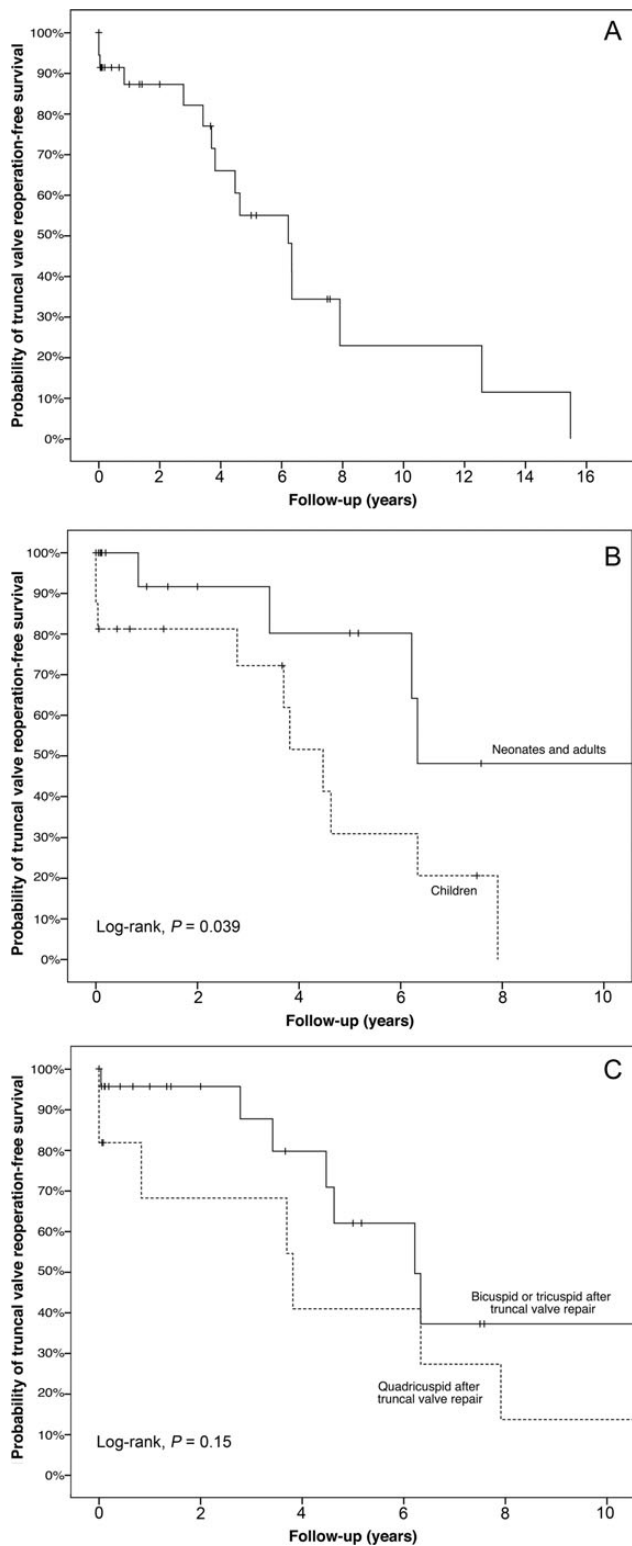 A
Probability of truncal valve reoperation-free survival
100%
90%
80%
70%
60%
50%
40%
30%
20%
10%
0%
0 2 4 6 8 10 12 14 16
Follow-up (years)
B
Probability of truncal valve reoperation-free survival
100%
90%
80%
70%
60%
50%
40%
30%
20%
10%
0%
Neonates and adults
Children
Log-rank, P = 0.039
0 2 4 6 8 10
Follow-up (years)
C
Probability of truncal valve reoperation-free survival
100%
90%
80%
70%
60%
50%
40%
30%
20%
10%
0%
Bicuspid or tricuspid after
truncal valve repair
Quadricuspid after
truncal valve repair
Log-rank, P = 0.15
0 2 4 6 8 10
Follow-up (years)